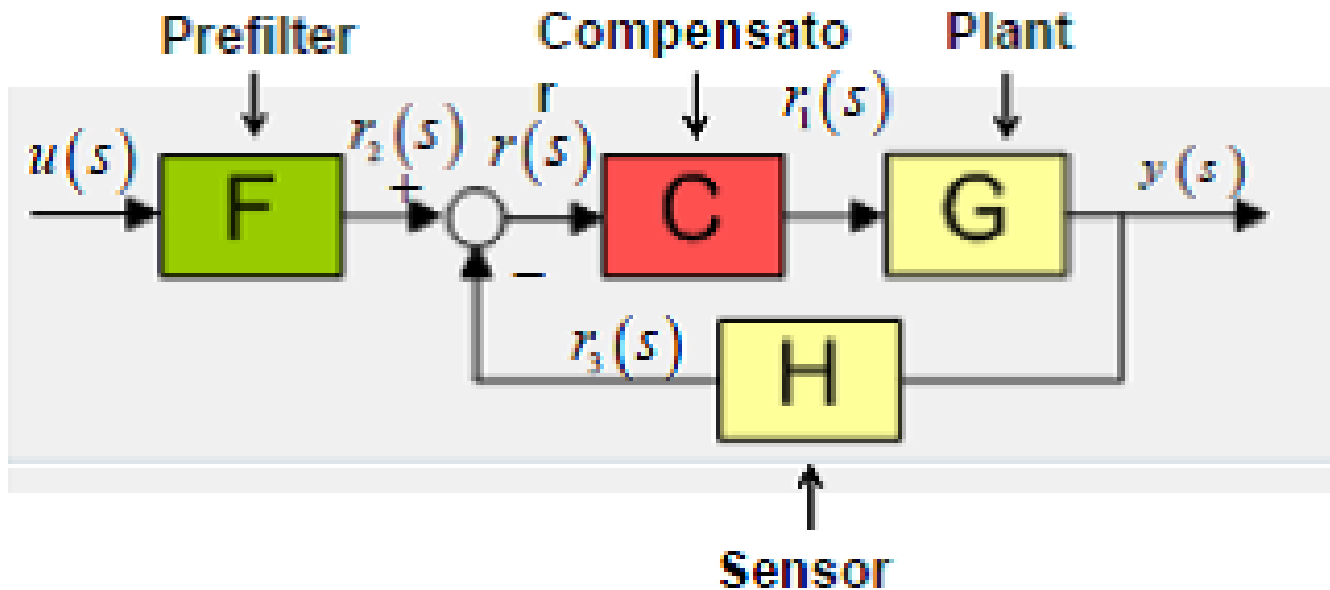 Prefilter
Compensato
r
Plant
u(s)
F
r₂(s)
+
r(s)
C
r₁(s)
G
y(s)
−
r₃(s)
H
Sensor